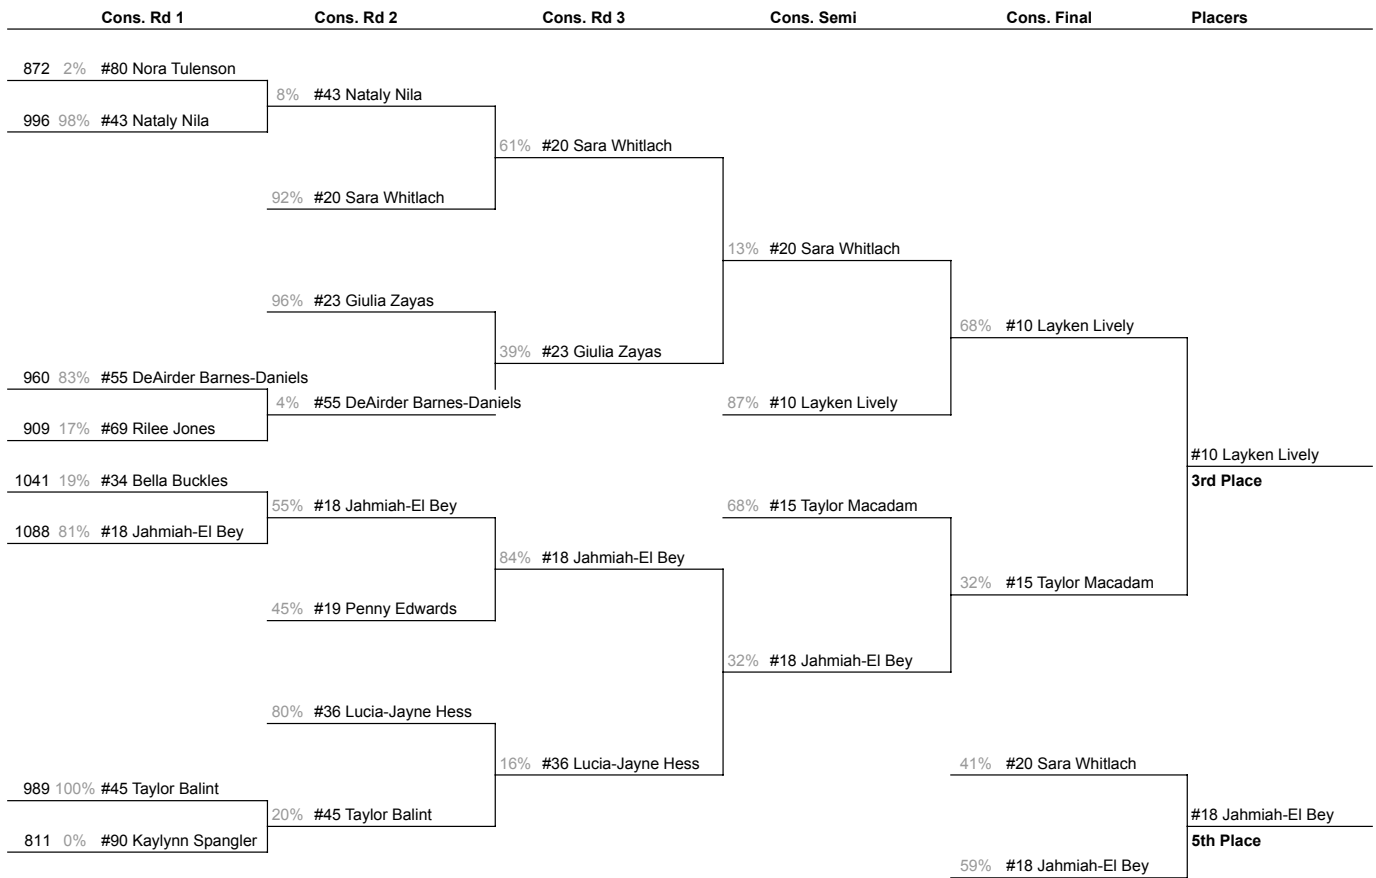 Cons. Rd 1 Cons. Rd 2 Cons. Rd 3 Cons. Semi Cons. Final Placers
872 2% #80 Nora Tulenson
8% #43 Nataly Nila
996 98% #43 Nataly Nila
61% #20 Sara Whitlach
92% #20 Sara Whitlach
13% #20 Sara Whitlach
96% #23 Giulia Zayas
68% #10 Layken Lively
39% #23 Giulia Zayas
960 83% #55 DeAirder Barnes-Daniels
4% #55 DeAirder Barnes-Daniels
87% #10 Layken Lively
909 17% #69 Rilee Jones
#10 Layken Lively
1041 19% #34 Bella Buckles
3rd Place
55% #18 Jahmiah-El Bey
68% #15 Taylor Macadam
1088 81% #18 Jahmiah-El Bey
84% #18 Jahmiah-El Bey
32% #15 Taylor Macadam
45% #19 Penny Edwards
32% #18 Jahmiah-El Bey
80% #36 Lucia-Jayne Hess
16% #36 Lucia-Jayne Hess
41% #20 Sara Whitlach
989 100% #45 Taylor Balint
20% #45 Taylor Balint
#18 Jahmiah-El Bey
811 0% #90 Kaylynn Spangler
5th Place
59% #18 Jahmiah-El Bey